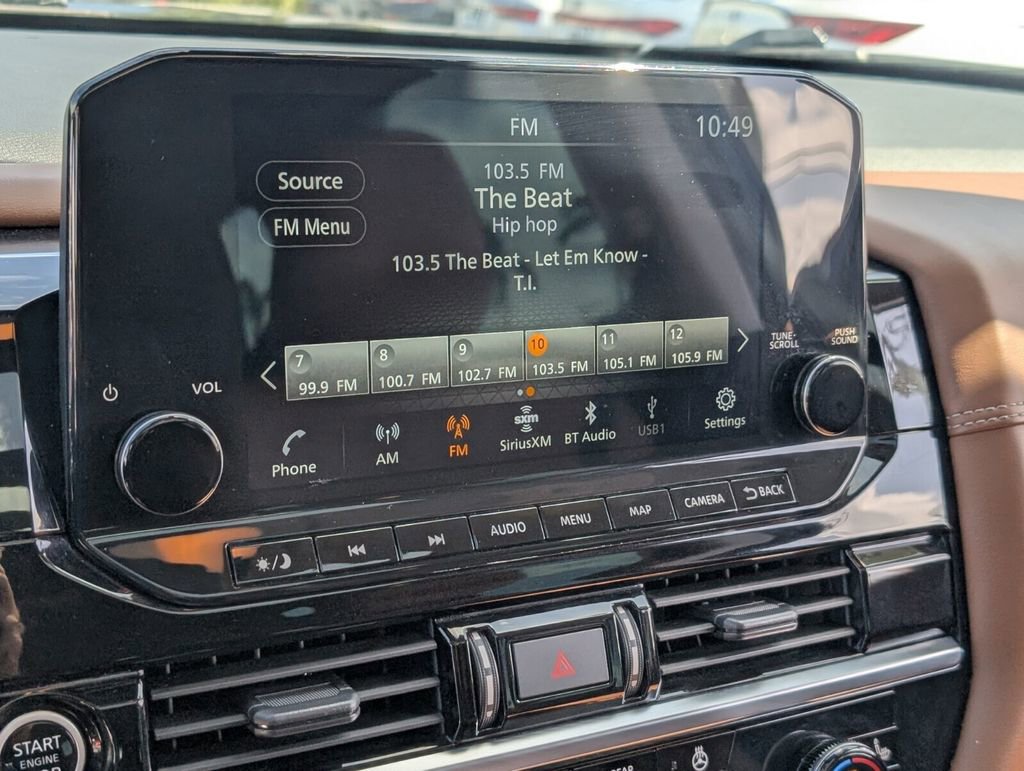 FM
10:49
Source
FM Menu
103.5 FM
The Beat
Hip hop
103.5 The Beat - Let Em Know -
T.I.
7 8 9 10 11 12
99.9 FM 100.7 FM 102.7 FM 103.5 FM 105.1 FM 105.9 FM
VOL
TUNE•
SCROLL
PUSH
SOUND
Phone AM FM SiriusXM BT Audio USB1 Settings
sxm
AUDIO MENU MAP CAMERA BACK
START
ENGINE